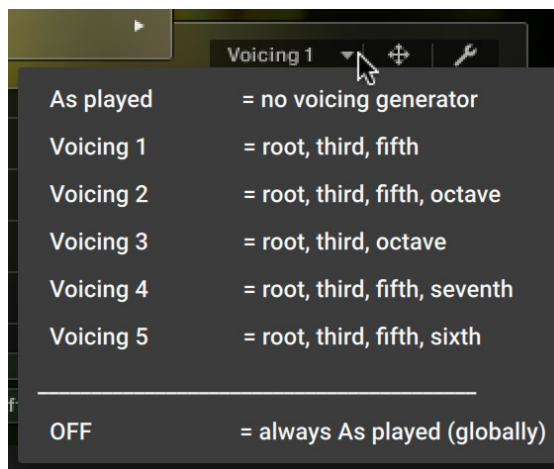 Voicing 1
As played = no voicing generator
Voicing 1 = root, third, fifth
Voicing 2 = root, third, fifth, octave
Voicing 3 = root, third, octave
Voicing 4 = root, third, fifth, seventh
Voicing 5 = root, third, fifth, sixth
OFF = always As played (globally)